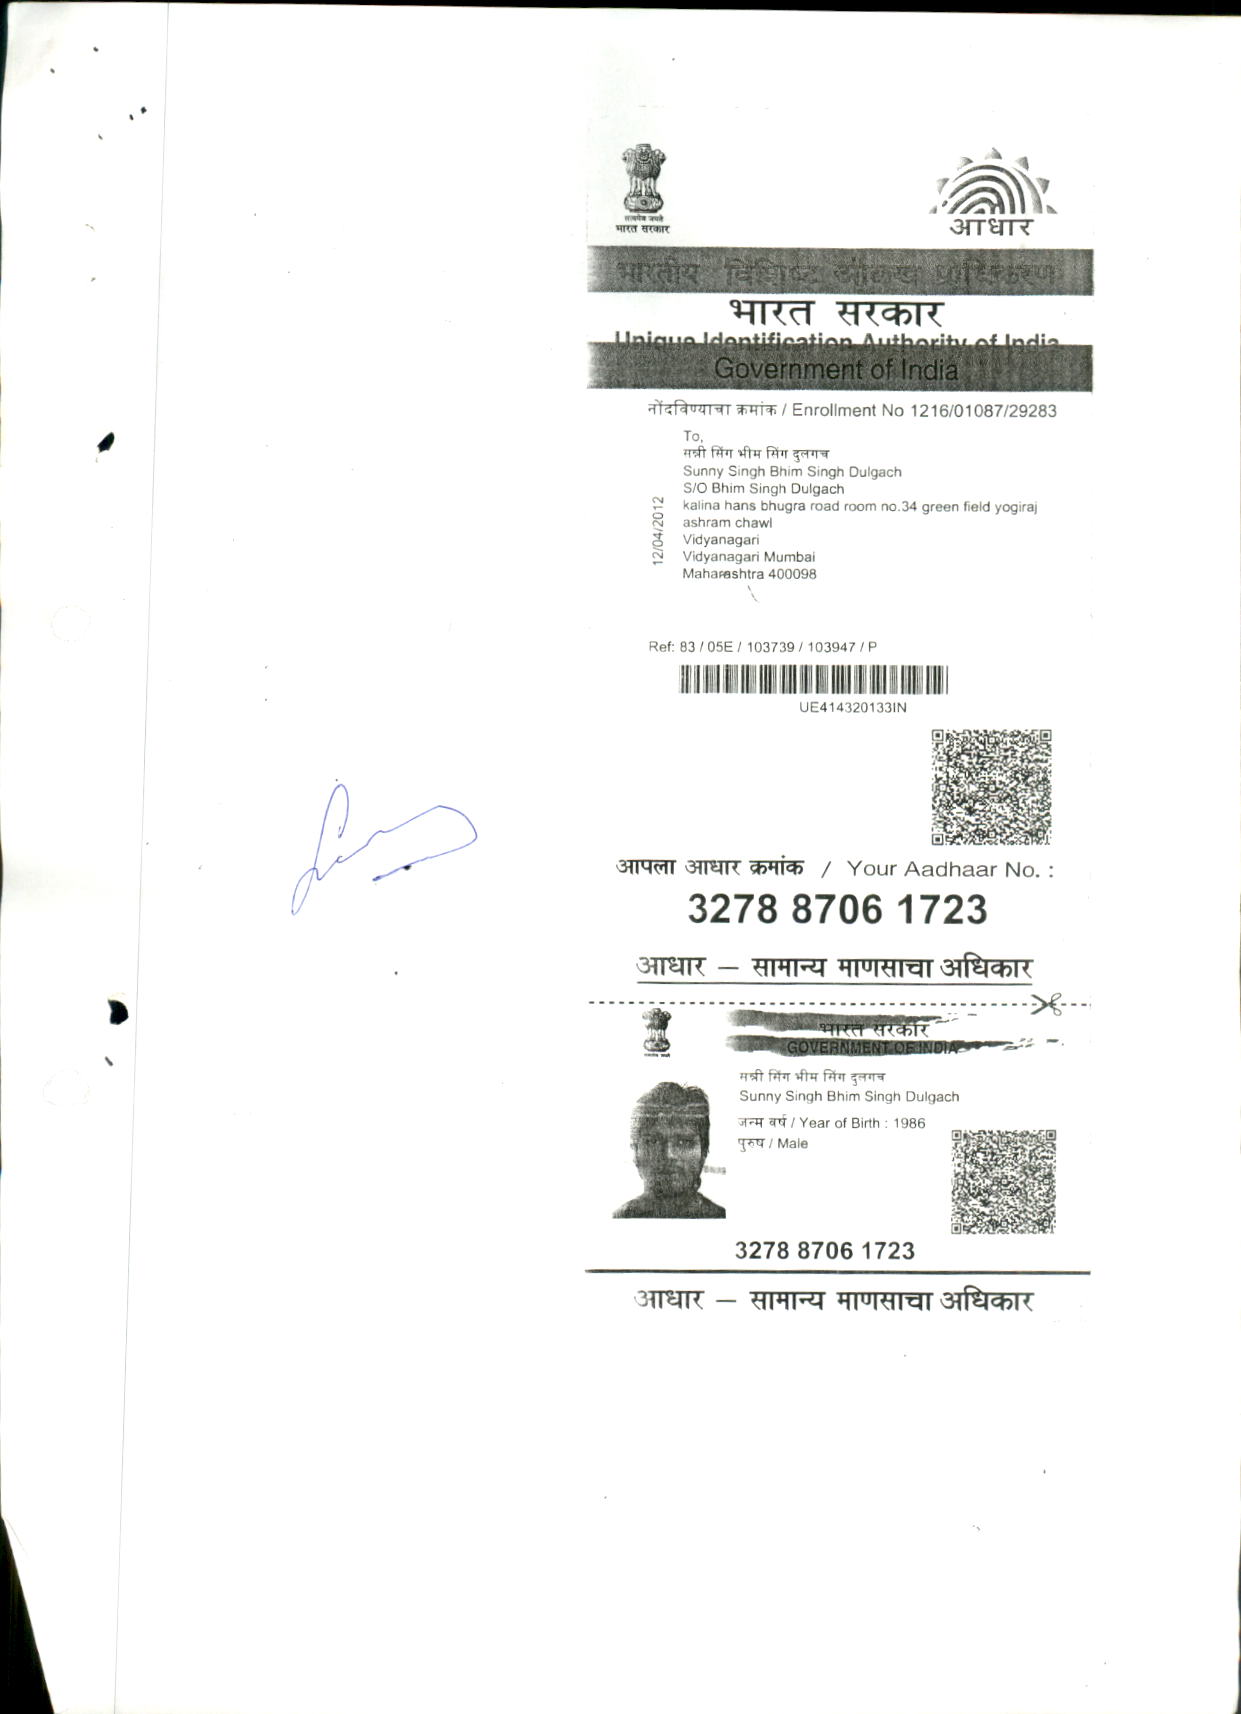 सत्यमेव जयते
भारत सरकार
आधार
भारतीय विशिष्ट ओळख प्राधिकरण
भारत सरकार
Unique Identification Authority of India
Government of India
नोंदविण्याचा क्रमांक / Enrollment No 1216/01087/29283
To,
सन्नी सिंग भीम सिंग दुलगच
Sunny Singh Bhim Singh Dulgach
S/O Bhim Singh Dulgach
kalina hans bhugra road room no.34 green field yogiraj
ashram chawl
Vidyanagari
Vidyanagari Mumbai
Maharashtra 400098
12/04/2012
Ref: 83 / 05E / 103739 / 103947 / P
UE414320133IN
आपला आधार क्रमांक / Your Aadhaar No. :
3278 8706 1723
आधार – सामान्य माणसाचा अधिकार
भारत सरकार
GOVERNMENT OF INDIA
सन्नी सिंग भीम सिंग दुलगच
Sunny Singh Bhim Singh Dulgach
जन्म वर्ष / Year of Birth : 1986
पुरुष / Male
3278 8706 1723
आधार – सामान्य माणसाचा अधिकार